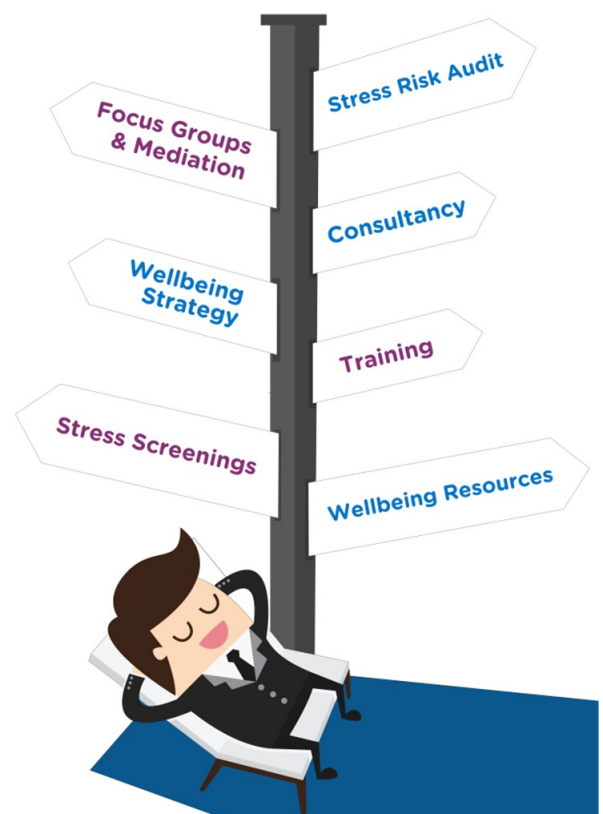 Stress Risk Audit
Focus Groups
& Mediation
Consultancy
Wellbeing
Strategy
Training
Stress Screenings
Wellbeing Resources